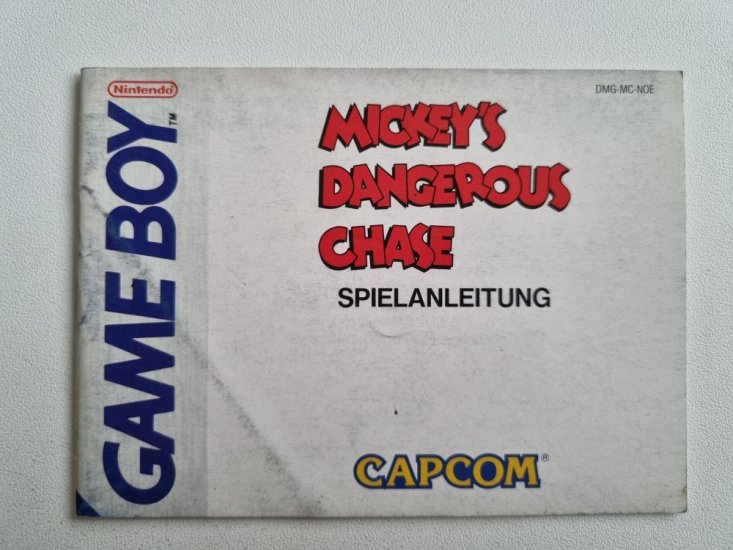 Nintendo®
GAME BOY™
DMG-MC-NOE
MICKEY'S
DANGEROUS
CHASE
SPIELANLEITUNG
CAPCOM®